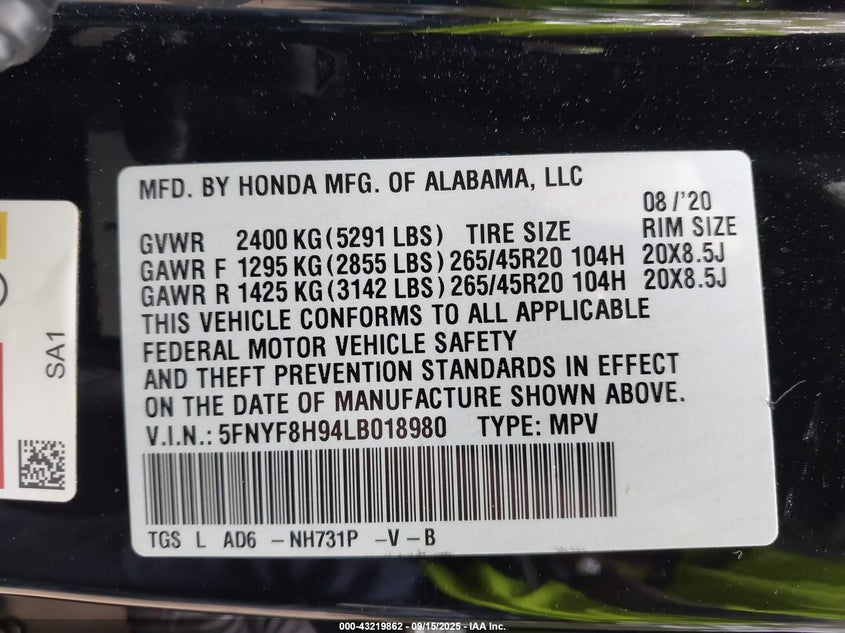 MFD. BY HONDA MFG. OF ALABAMA, LLC
08/'20
GVWR 2400 KG (5291 LBS) TIRE SIZE RIM SIZE
GAWR F 1295 KG (2855 LBS) 265/45R20 104H 20X8.5J
GAWR R 1425 KG (3142 LBS) 265/45R20 104H 20X8.5J
THIS VEHICLE CONFORMS TO ALL APPLICABLE
FEDERAL MOTOR VEHICLE SAFETY
AND THEFT PREVENTION STANDARDS IN EFFECT
ON THE DATE OF MANUFACTURE SHOWN ABOVE.
V.I.N.: 5FNYF8H94LB018980 TYPE: MPV
TGS L AD6 -NH731P -V -B
SA1
000-43219862 - 09/15/2025 - IAA Inc.